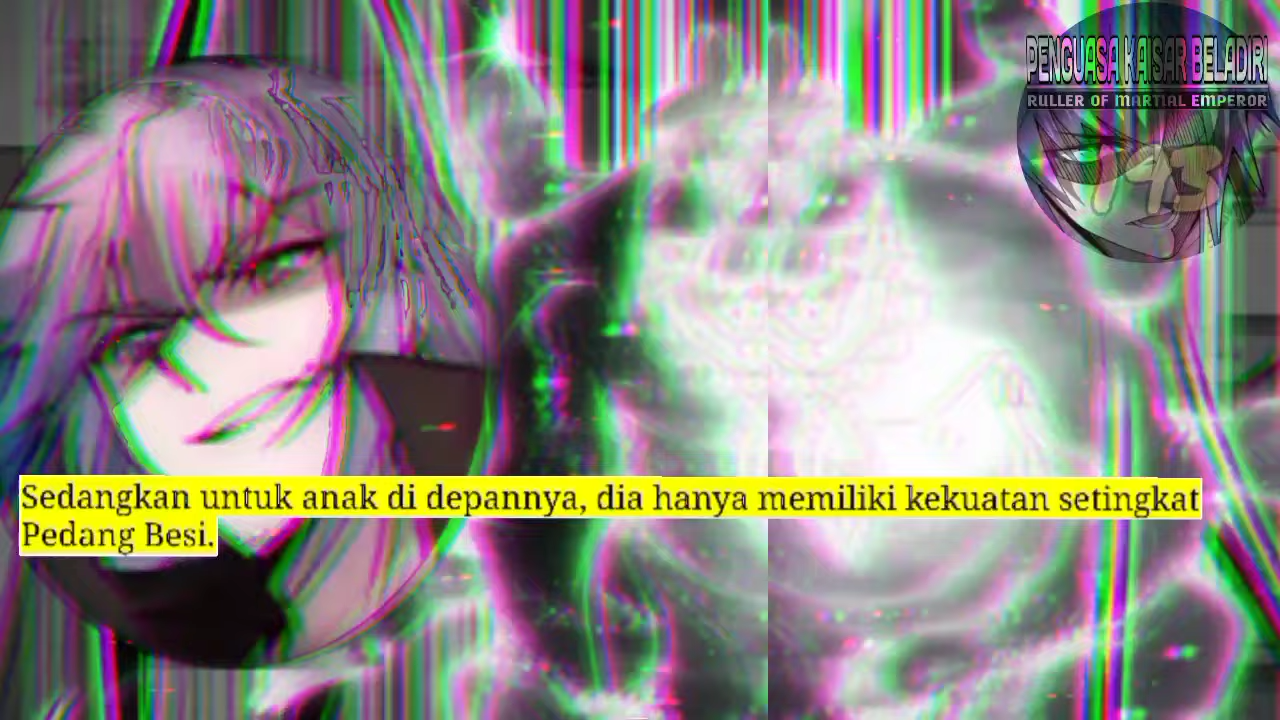 PENGUASA KAISAR BELADIRI
RULLER OF MARTIAL EMPEROR
Sedangkan untuk anak di depannya, dia hanya memiliki kekuatan setingkat
Pedang Besi.